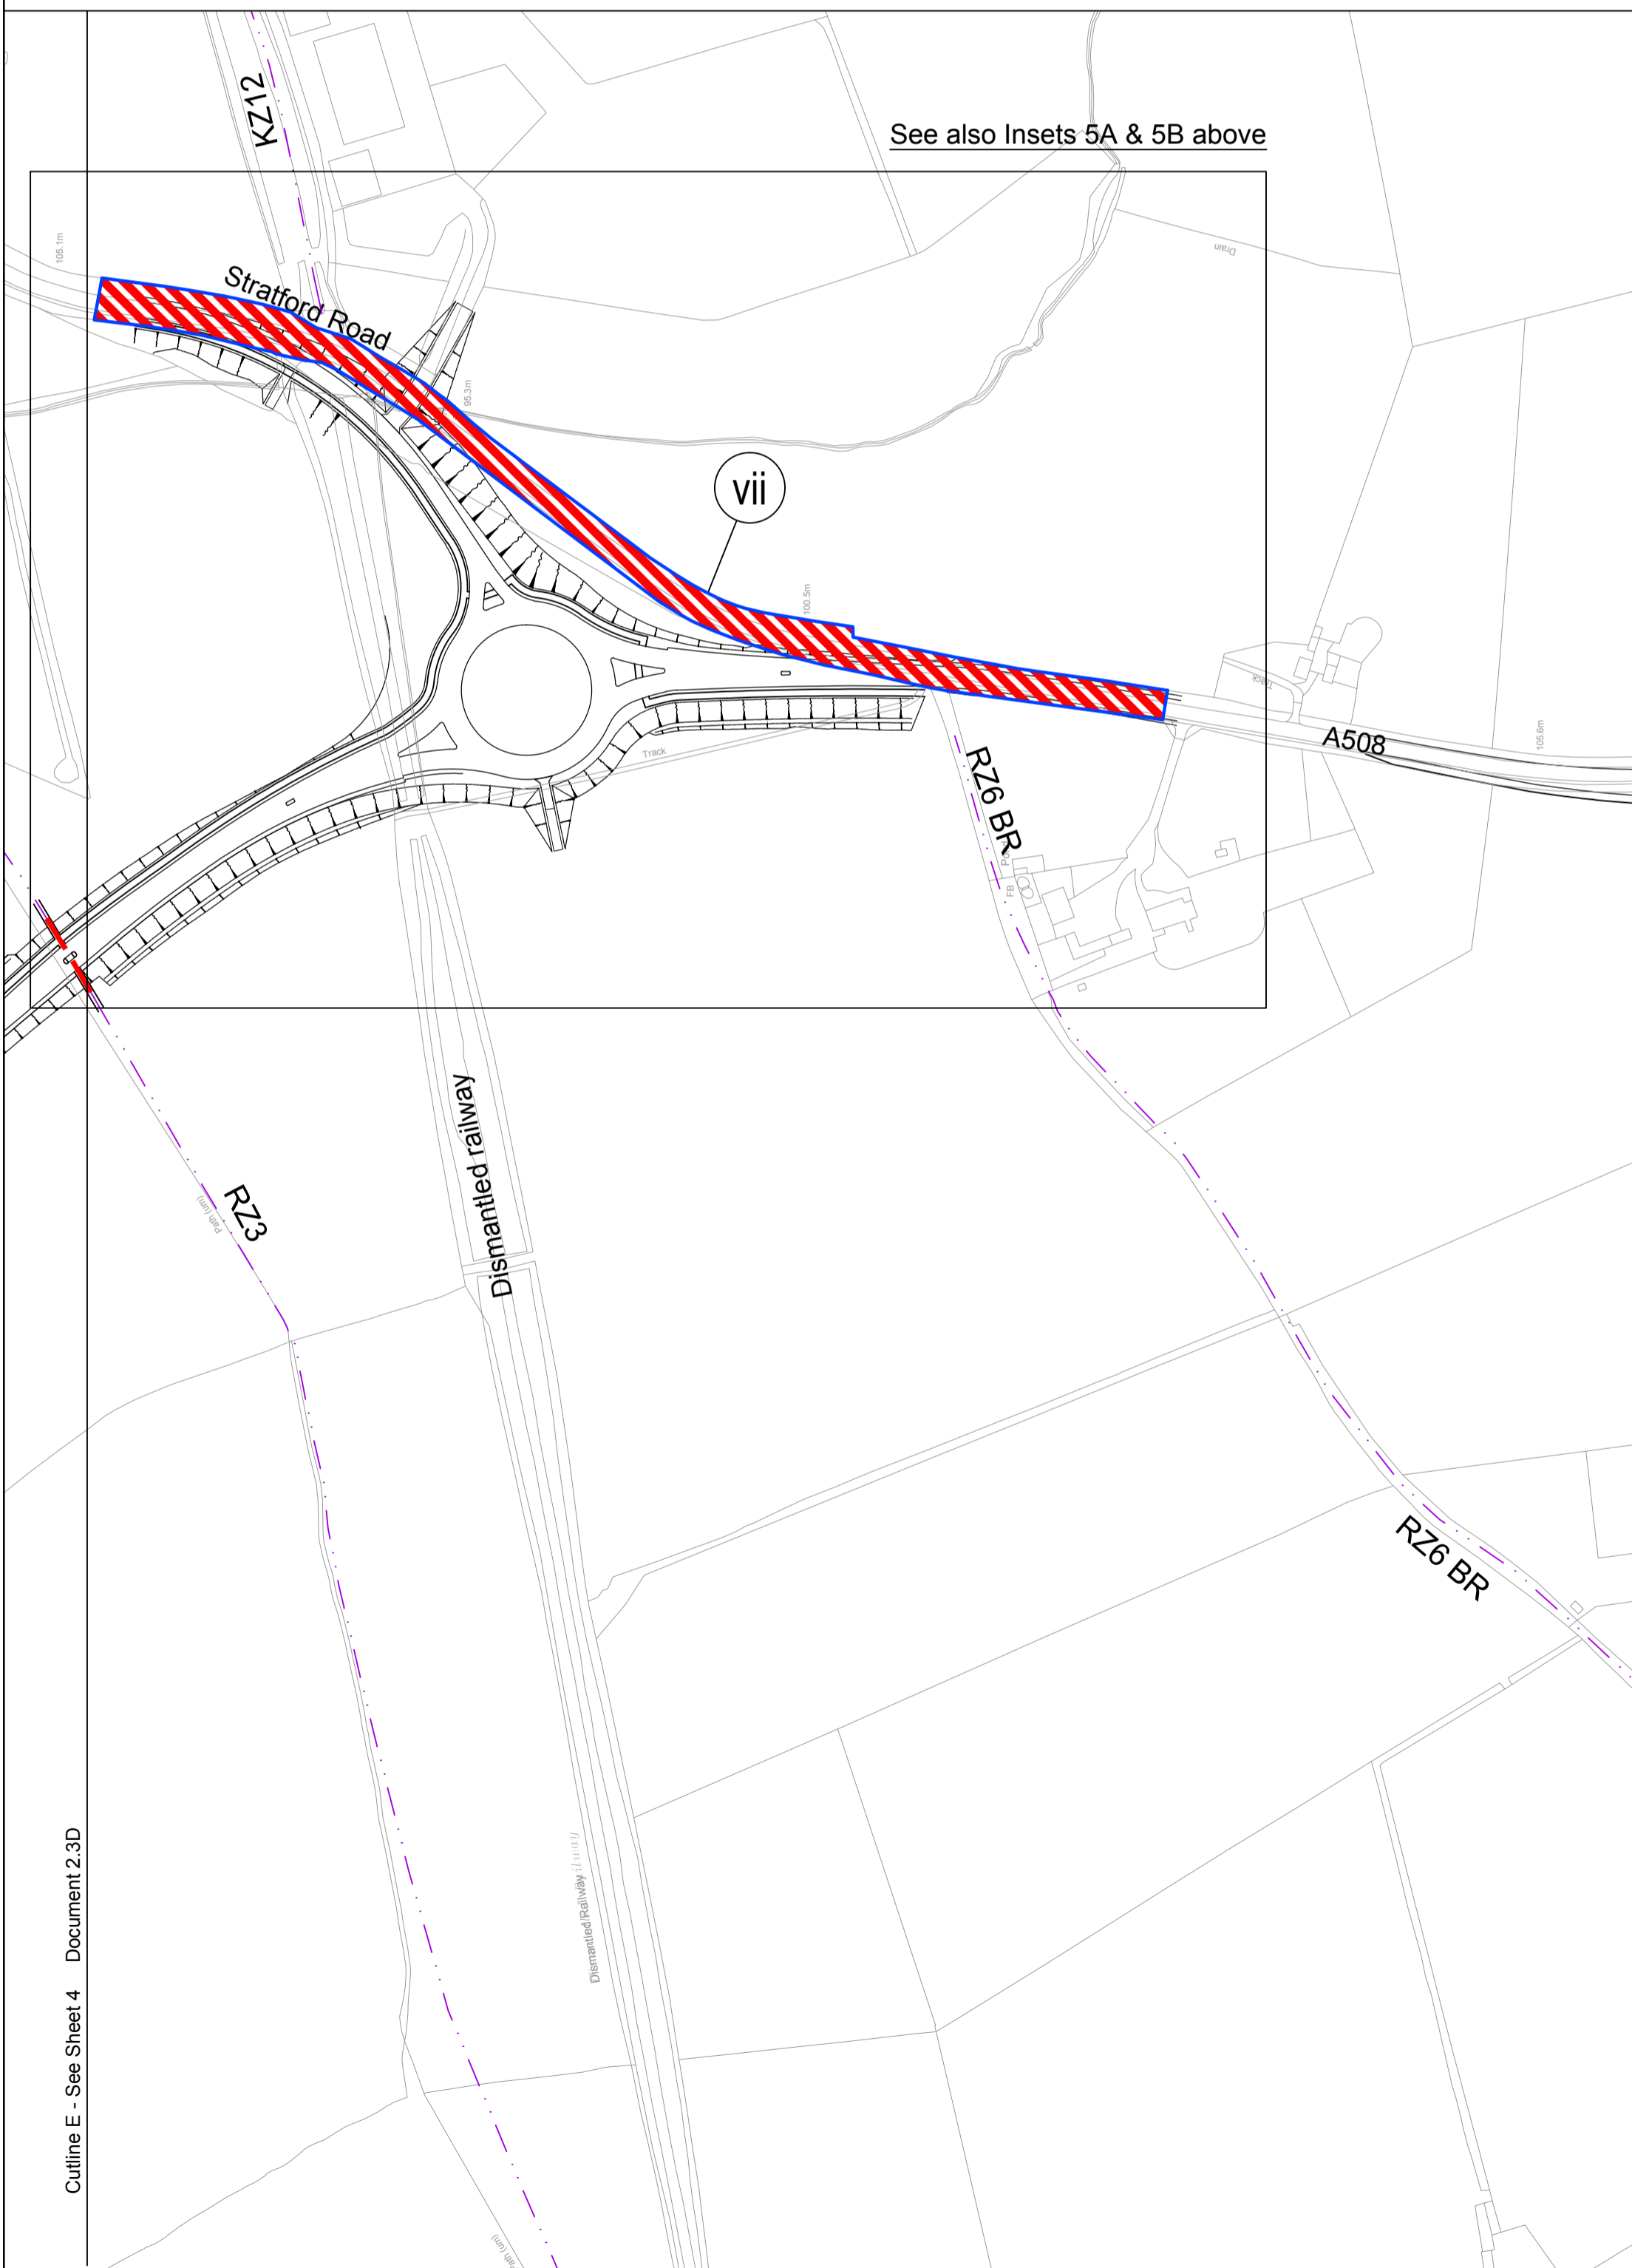 KZ12
See also Insets 5A & 5B above
105.1m
Drain
Stratford Road
95.3m
vii
100.5m
Track
A508
105.6m
Track
RZ6 BR
FB
RZ3
Path (um)
Dismantled railway
RZ6 BR
Dismantled Railway
Cutline E - See Sheet 4 Document 2.3D
Path (um)